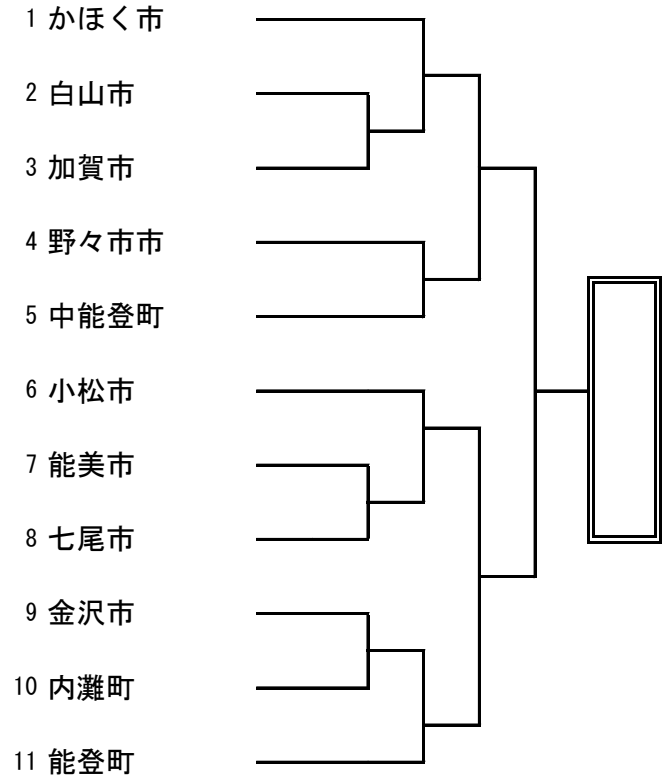 1 かほく市
2 白山市
3 加賀市
4 野々市市
5 中能登町
6 小松市
7 能美市
8 七尾市
9 金沢市
10 内灘町
11 能登町